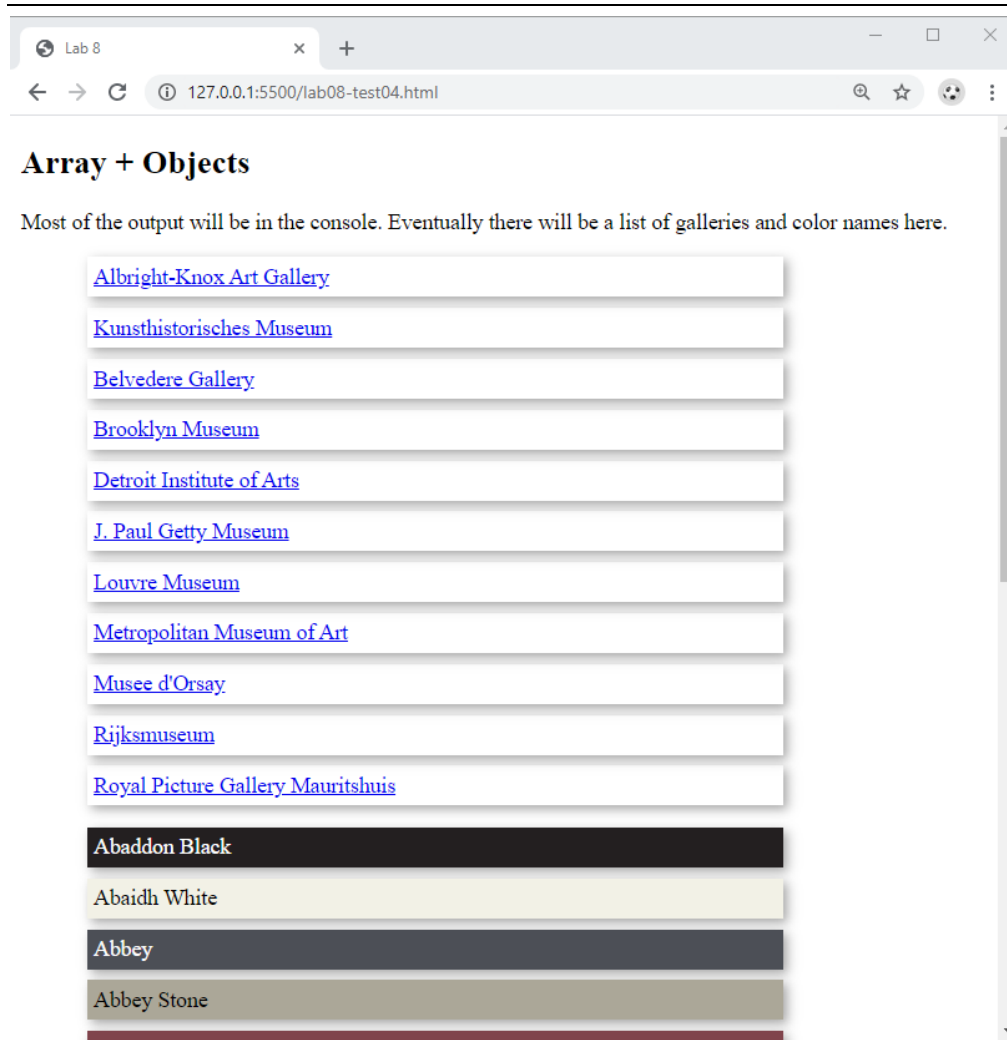 Lab 8
127.0.0.1:5500/lab08-test04.html
Array + Objects
Most of the output will be in the console. Eventually there will be a list of galleries and color names here.
Albright-Knox Art Gallery
Kunsthistorisches Museum
Belvedere Gallery
Brooklyn Museum
Detroit Institute of Arts
J. Paul Getty Museum
Louvre Museum
Metropolitan Museum of Art
Musee d'Orsay
Rijksmuseum
Royal Picture Gallery Mauritshuis
Abaddon Black
Abaidh White
Abbey
Abbey Stone